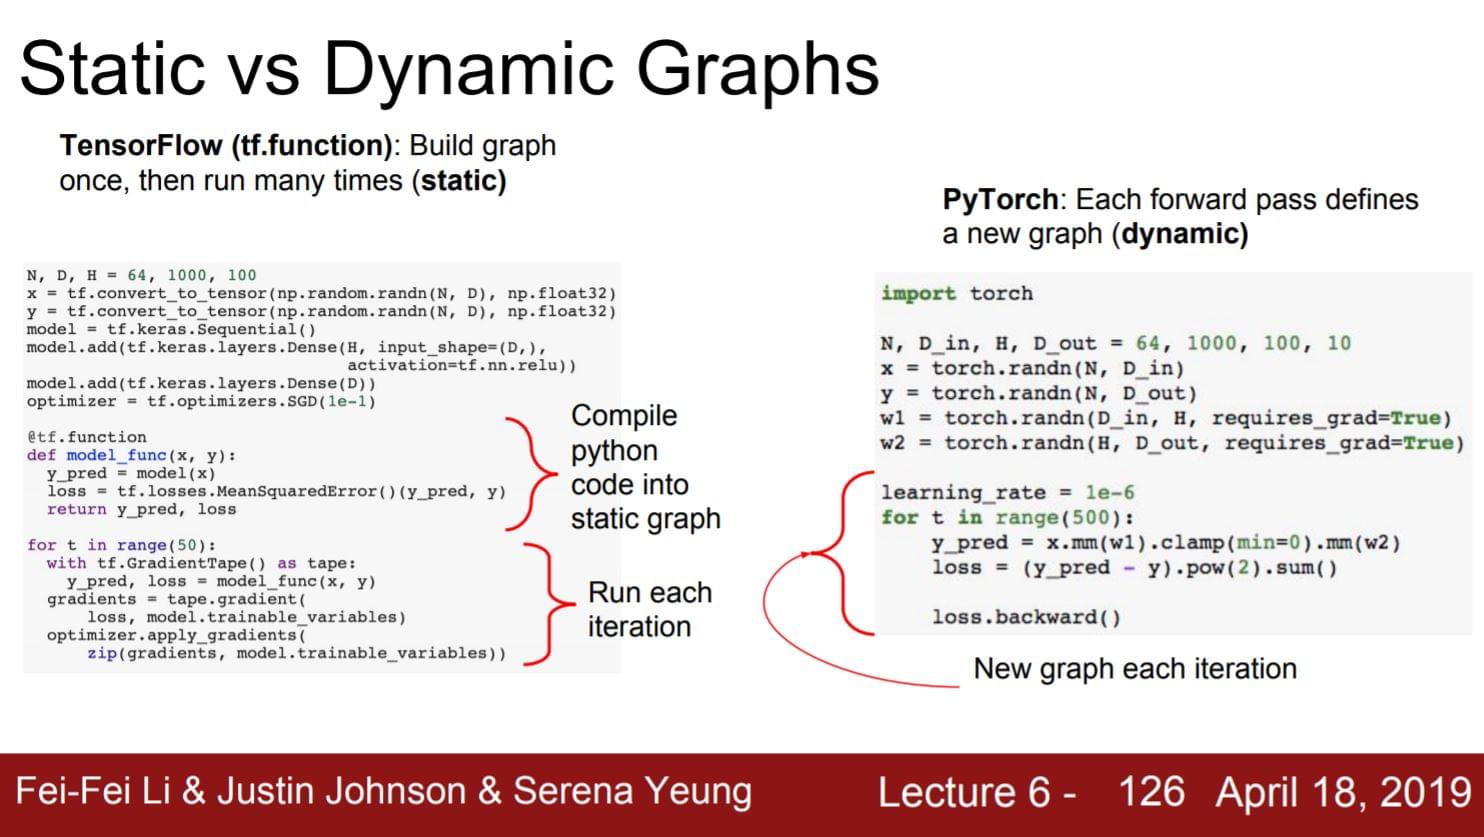 Static vs Dynamic Graphs
TensorFlow (tf.function): Build graph
once, then run many times (static)
N, D, H = 64, 1000, 100
x = tf.convert_to_tensor(np.random.randn(N, D), np.float32)
y = tf.convert_to_tensor(np.random.randn(N, D), np.float32)
model = tf.keras.Sequential()
model.add(tf.keras.layers.Dense(H, input_shape=(D,),
activation=tf.nn.relu))
model.add(tf.keras.layers.Dense(D))
optimizer = tf.optimizers.SGD(1e-1)
@tf.function
def model_func(x, y):
y_pred = model(x)
loss = tf.losses.MeanSquaredError()(y_pred, y)
return y_pred, loss
for t in range(50):
with tf.GradientTape() as tape:
y_pred, loss = model_func(x, y)
gradients = tape.gradient(
loss, model.trainable_variables)
optimizer.apply_gradients(
zip(gradients, model.trainable_variables))
Compile
python
code into
static graph
Run each
iteration
PyTorch: Each forward pass defines
a new graph (dynamic)
import torch
N, D_in, H, D_out = 64, 1000, 100, 10
x = torch.randn(N, D_in)
y = torch.randn(N, D_out)
w1 = torch.randn(D_in, H, requires_grad=True)
w2 = torch.randn(H, D_out, requires_grad=True)
learning_rate = 1e-6
for t in range(500):
y_pred = x.mm(w1).clamp(min=0).mm(w2)
loss = (y_pred - y).pow(2).sum()
loss.backward()
New graph each iteration
Fei-Fei Li & Justin Johnson & Serena Yeung
Lecture 6 - 126 April 18, 2019